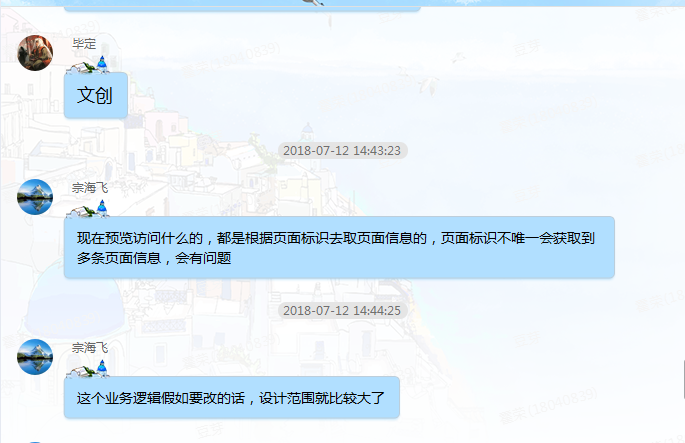 毕定
文创
2018-07-12 14:43:23
宗海飞
现在预览访问什么的，都是根据页面标识去取页面信息的，页面标识不唯一会获取到
多条页面信息，会有问题
2018-07-12 14:44:25
宗海飞
这个业务逻辑假如要改的话，设计范围就比较大了